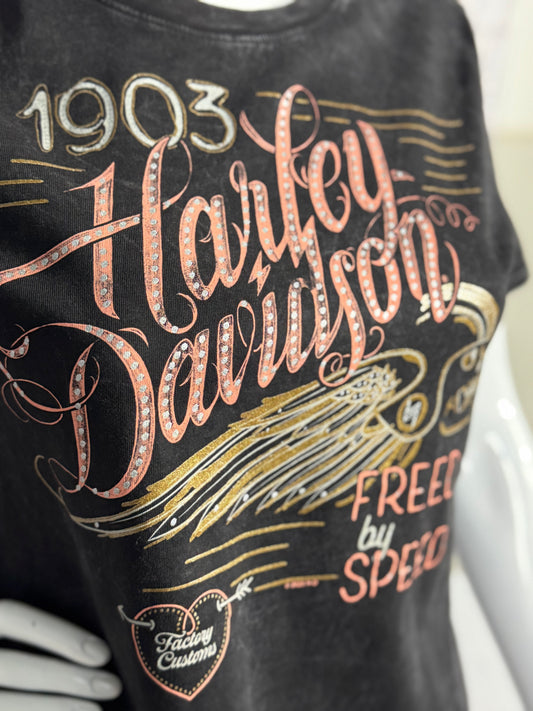 1903
Harley
Davidson
FREED
by
SPEED
Factory
Customs